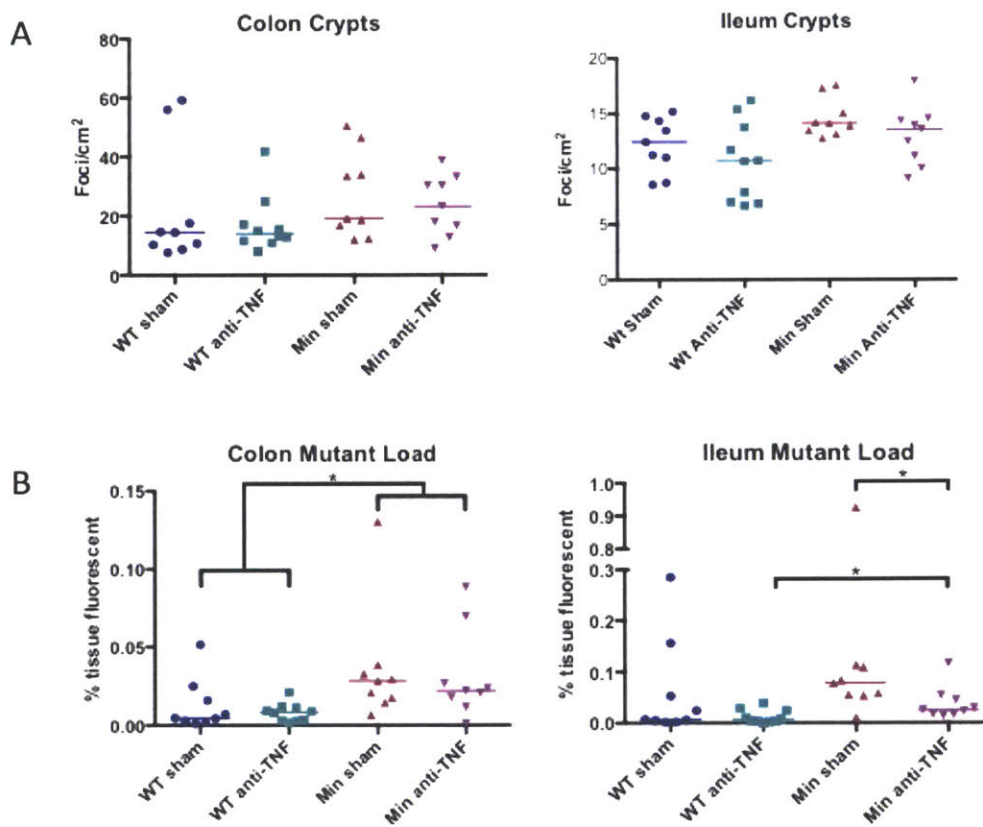 A
Colon Crypts
Foci/cm²
80
60
40
20
0
WT sham
WT anti-TNF
Min sham
Min anti-TNF
Ileum Crypts
Foci/cm²
20
15
10
5
0
Wt Sham
Wt Anti-TNF
Min Sham
Min Anti-TNF
B
Colon Mutant Load
% tissue fluorescent
0.15
0.10
0.05
0.00
*
WT sham
WT anti-TNF
Min sham
Min anti-TNF
Ileum Mutant Load
% tissue fluorescent
1.0
0.9
0.8
0.3
0.2
0.1
0.0
*
*
WT sham
WT anti-TNF
Min sham
Min anti-TNF